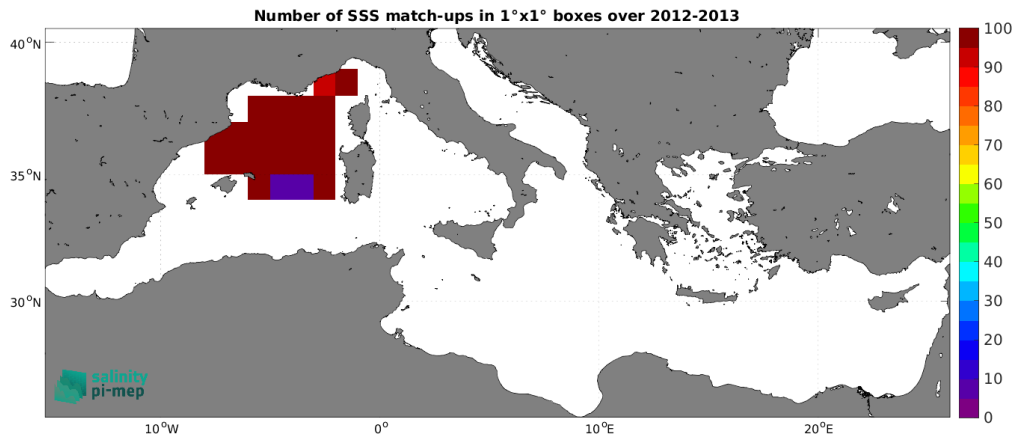 Number of SSS match-ups in 1°x1° boxes over 2012-2013
40°N
35°N
30°N
10°W
0°
10°E
20°E
100
90
80
70
60
50
40
30
20
10
0
salinity
pi-mep